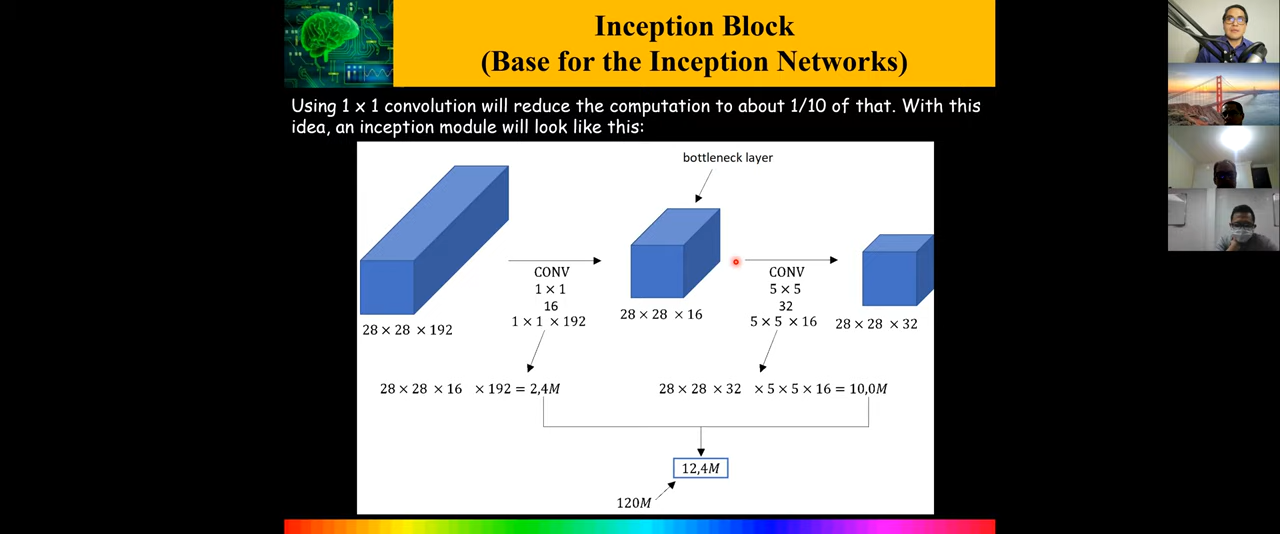 Inception Block
(Base for the Inception Networks)
Using 1 x 1 convolution will reduce the computation to about 1/10 of that. With this
idea, an inception module will look like this:
bottleneck layer
CONV
1 × 1
16
1 × 1 × 192
CONV
5 × 5
32
5 × 5 × 16
28 × 28 × 192
28 × 28 × 16
28 × 28 × 32
28 × 28 × 16 × 192 = 2,4M
28 × 28 × 32 × 5 × 5 × 16 = 10,0M
12,4M
120M